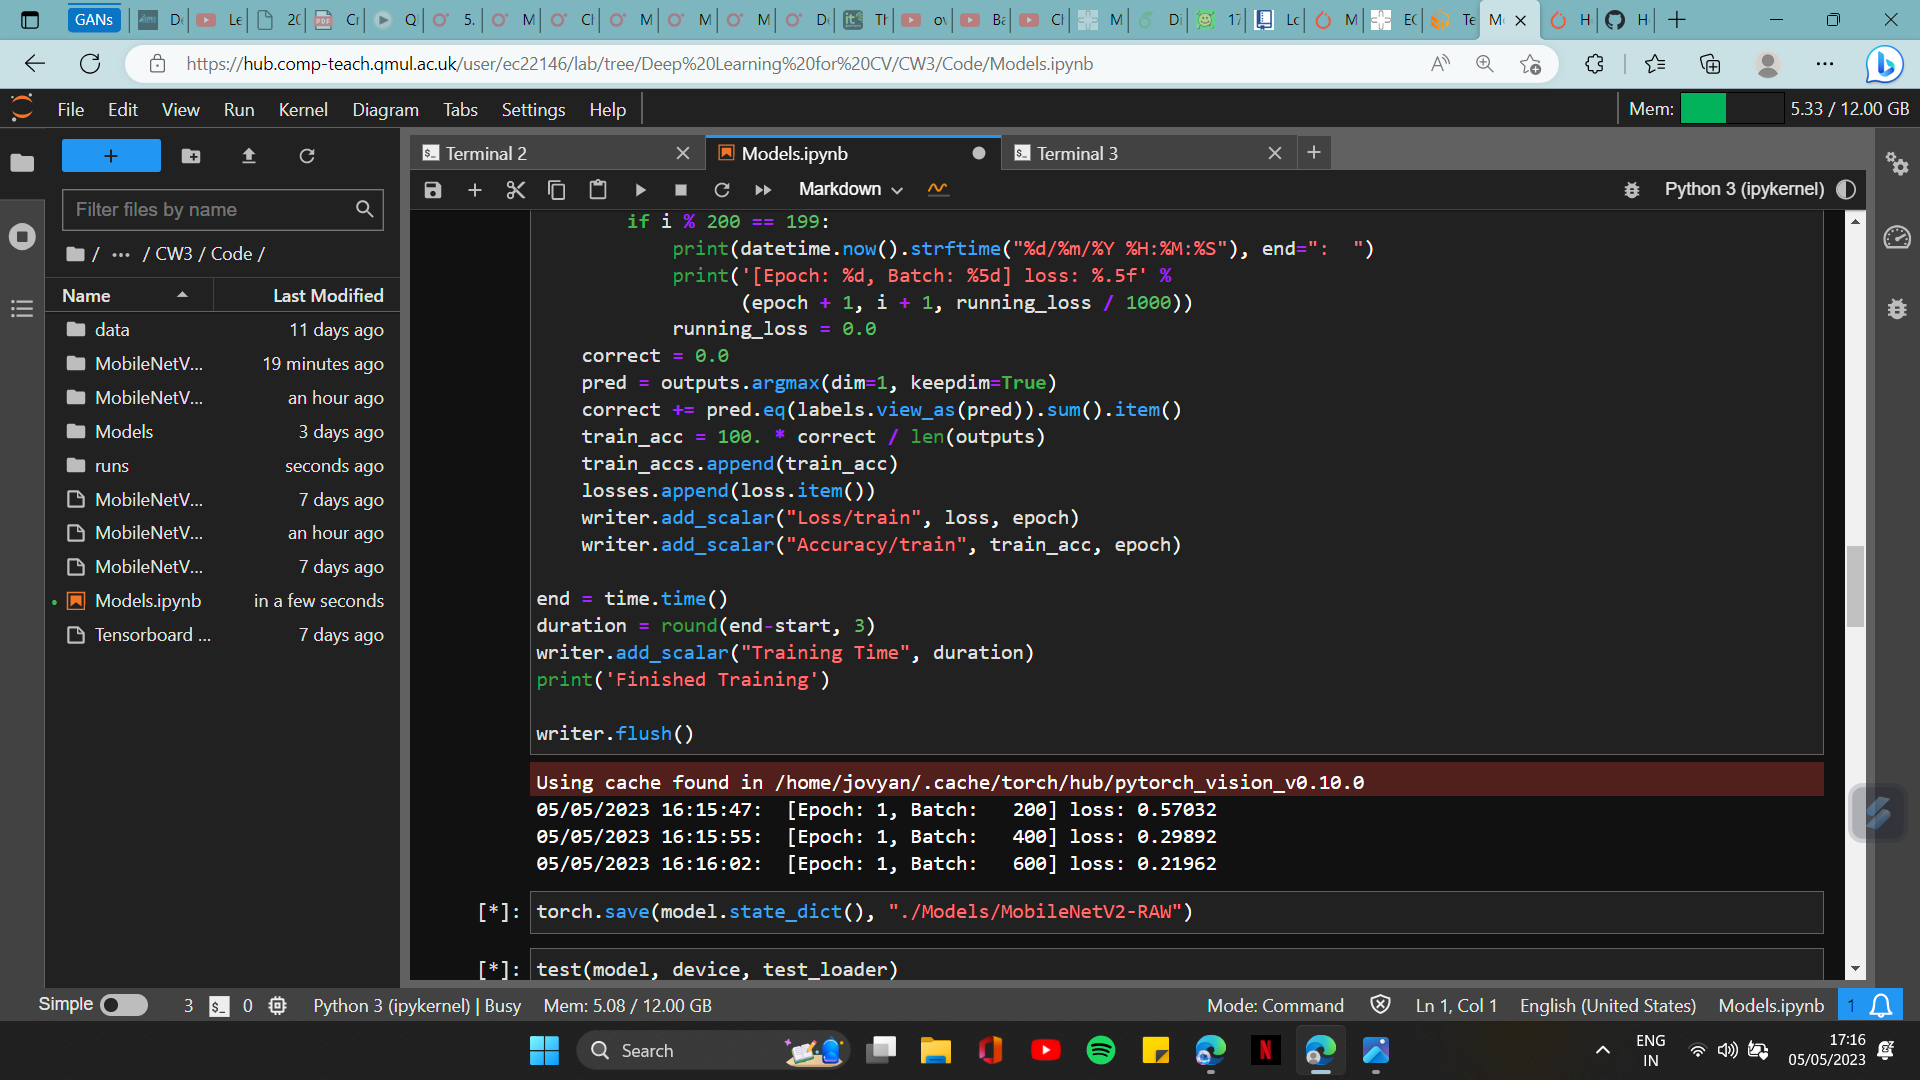 GANs
De
Le
20
Cr
Q
5.
M
Cl
M
M
M
De
Th
ov
Ba
Cl
M
Di
17
Lc
M
EC
Te
Mo
H
H
https://hub.comp-teach.qmul.ac.uk/user/ec22146/lab/tree/Deep%20Learning%20for%20CV/CW3/Code/Models.ipynb
File Edit View Run Kernel Diagram Tabs Settings Help
Mem: 5.33 / 12.00 GB
Terminal 2
Models.ipynb
Terminal 3
Markdown
Python 3 (ipykernel)
Filter files by name
/ ··· / CW3 / Code /
Name Last Modified
data 11 days ago
MobileNetV... 19 minutes ago
MobileNetV... an hour ago
Models 3 days ago
runs seconds ago
MobileNetV... 7 days ago
MobileNetV... an hour ago
MobileNetV... 7 days ago
Models.ipynb in a few seconds
Tensorboard ... 7 days ago
if i % 200 == 199:
print(datetime.now().strftime("%d/%m/%Y %H:%M:%S"), end=":  ")
print('[Epoch: %d, Batch: %5d] loss: %.5f' %
(epoch + 1, i + 1, running_loss / 1000))
running_loss = 0.0
correct = 0.0
pred = outputs.argmax(dim=1, keepdim=True)
correct += pred.eq(labels.view_as(pred)).sum().item()
train_acc = 100. * correct / len(outputs)
train_accs.append(train_acc)
losses.append(loss.item())
writer.add_scalar("Loss/train", loss, epoch)
writer.add_scalar("Accuracy/train", train_acc, epoch)
end = time.time()
duration = round(end-start, 3)
writer.add_scalar("Training Time", duration)
print('Finished Training')
writer.flush()
Using cache found in /home/jovyan/.cache/torch/hub/pytorch_vision_v0.10.0
05/05/2023 16:15:47:  [Epoch: 1, Batch:   200] loss: 0.57032
05/05/2023 16:15:55:  [Epoch: 1, Batch:   400] loss: 0.29892
05/05/2023 16:16:02:  [Epoch: 1, Batch:   600] loss: 0.21962
[*]: torch.save(model.state_dict(), "./Models/MobileNetV2-RAW")
[*]: test(model, device, test_loader)
Simple 3 0 Python 3 (ipykernel) | Busy Mem: 5.08 / 12.00 GB
Mode: Command Ln 1, Col 1 English (United States) Models.ipynb 1
Search
ENG
IN
17:16
05/05/2023